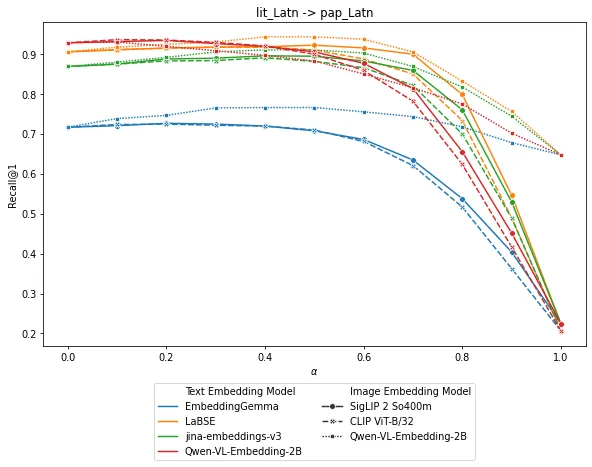 lit_Latn -> pap_Latn
Recall@1
0.9
0.8
0.7
0.6
0.5
0.4
0.3
0.2
0.0
0.2
0.4
0.6
0.8
1.0
α
Text Embedding Model
EmbeddingGemma
LaBSE
jina-embeddings-v3
Qwen-VL-Embedding-2B
Image Embedding Model
SigLIP 2 So400m
CLIP ViT-B/32
Qwen-VL-Embedding-2B